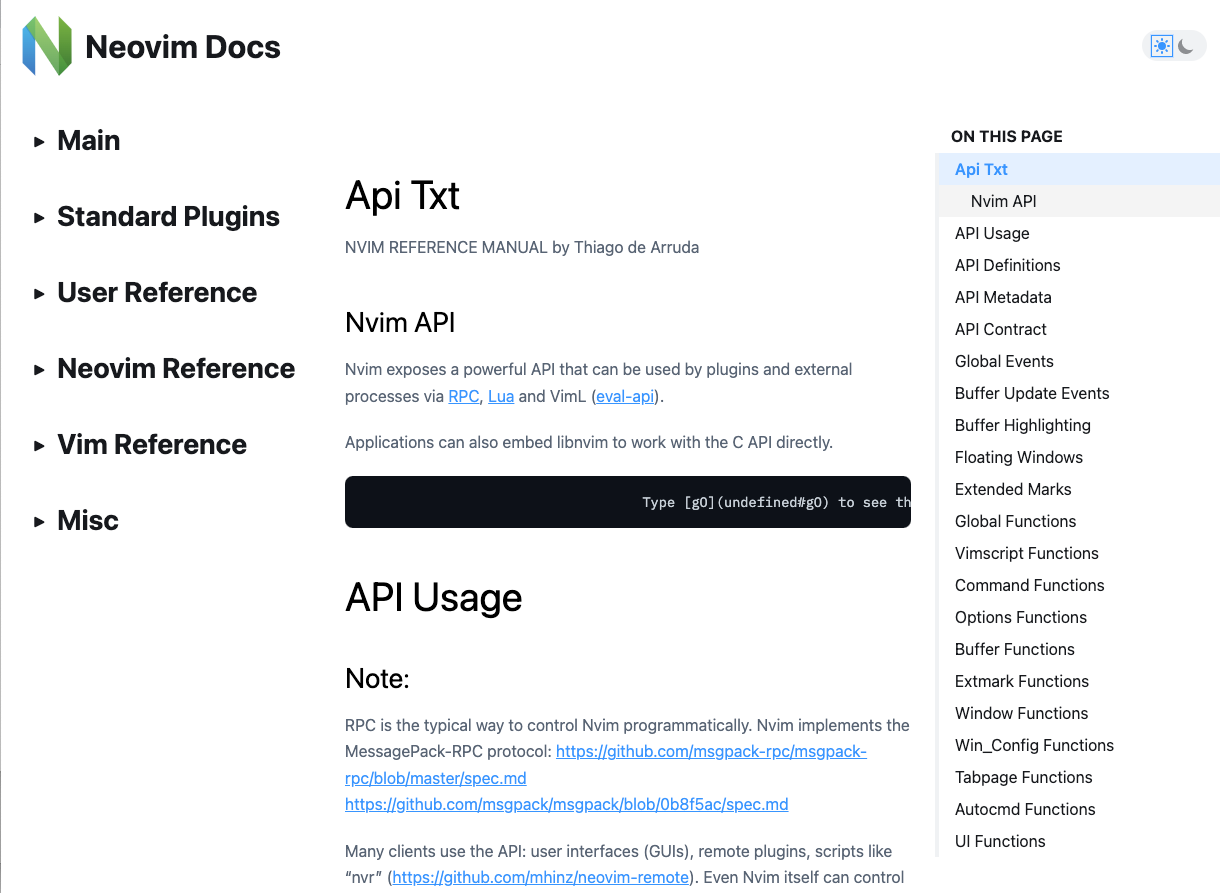 Neovim Docs
Main
Standard Plugins
User Reference
Neovim Reference
Vim Reference
Misc
Api Txt
NVIM REFERENCE MANUAL by Thiago de Arruda
Nvim API
Nvim exposes a powerful API that can be used by plugins and external
processes via RPC, Lua and VimL (eval-api).
Applications can also embed libnvim to work with the C API directly.
Type [gO](undefined#gO) to see th
API Usage
Note:
RPC is the typical way to control Nvim programmatically. Nvim implements the
MessagePack-RPC protocol: https://github.com/msgpack-rpc/msgpack-
rpc/blob/master/spec.md
https://github.com/msgpack/msgpack/blob/0b8f5ac/spec.md
Many clients use the API: user interfaces (GUIs), remote plugins, scripts like
“nvr” (https://github.com/mhinz/neovim-remote). Even Nvim itself can control
ON THIS PAGE
Api Txt
Nvim API
API Usage
API Definitions
API Metadata
API Contract
Global Events
Buffer Update Events
Buffer Highlighting
Floating Windows
Extended Marks
Global Functions
Vimscript Functions
Command Functions
Options Functions
Buffer Functions
Extmark Functions
Window Functions
Win_Config Functions
Tabpage Functions
Autocmd Functions
UI Functions